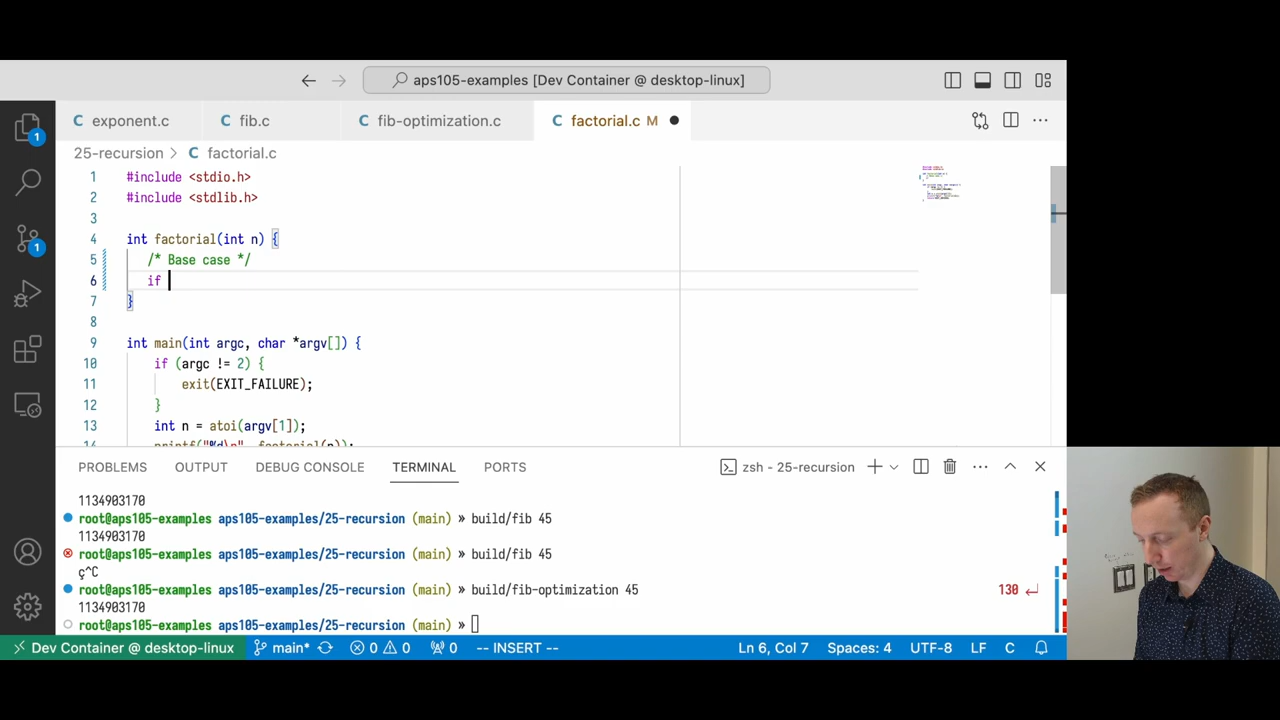 aps105-examples [Dev Container @ desktop-linux]
C exponent.c C fib.c C fib-optimization.c C factorial.c M
25-recursion > C factorial.c
1 #include <stdio.h>
2 #include <stdlib.h>
3
4 int factorial(int n) {
5 /* Base case */
6 if
7 }
8
9 int main(int argc, char *argv[]) {
10 if (argc != 2) {
11 exit(EXIT_FAILURE);
12 }
13 int n = atoi(argv[1]);
14 printf("%d\n", factorial(n));
1
1
PROBLEMS OUTPUT DEBUG CONSOLE TERMINAL PORTS zsh - 25-recursion
1134903170
root@aps105-examples aps105-examples/25-recursion (main) » build/fib 45
1134903170
root@aps105-examples aps105-examples/25-recursion (main) » build/fib 45
ç^C
root@aps105-examples aps105-examples/25-recursion (main) » build/fib-optimization 45 130 ↵
1134903170
root@aps105-examples aps105-examples/25-recursion (main) »
Dev Container @ desktop-linux main* 0 0 0 -- INSERT -- Ln 6, Col 7 Spaces: 4 UTF-8 LF C